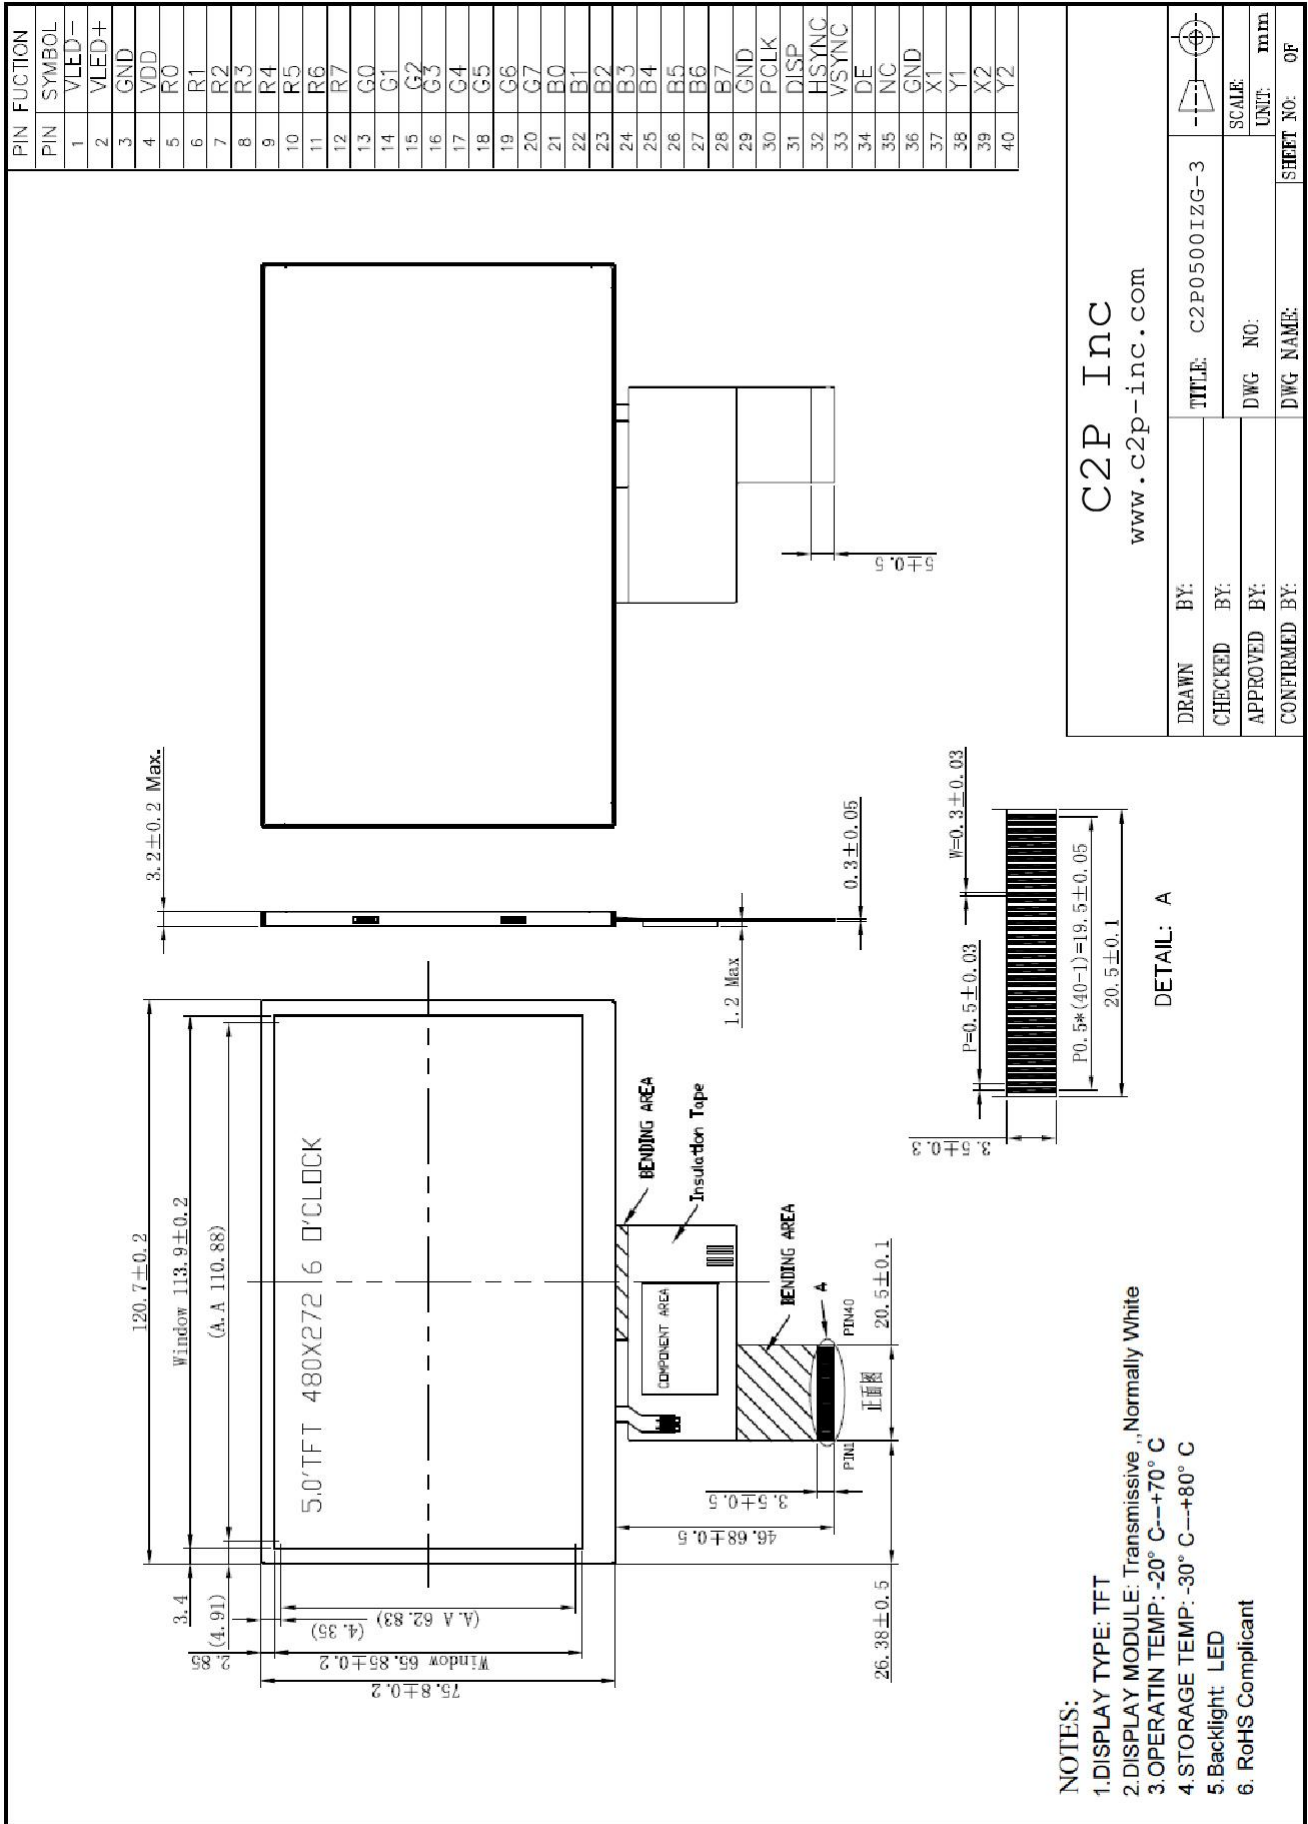 PIN FUCTION
PIN SYMBOL
1 VLED-
2 VLED+
3 GND
4 VDD
5 R0
6 R1
7 R2
8 R3
9 R4
10 R5
11 R6
12 R7
13 G0
14 G1
15 G2
16 G3
17 G4
18 G5
19 G6
20 G7
21 B0
22 B1
23 B2
24 B3
25 B4
26 B5
27 B6
28 B7
29 GND
30 PCLK
31 DISP
32 HSYNC
33 VSYNC
34 DE
35 NC
36 GND
37 X1
38 Y1
39 X2
40 Y2
120.7±0.2
Window 113.9±0.2
(A.A 110.88)
3.4
(4.91)
2.85
(4.35)
(A.A 62.83)
Window 65.85±0.2
75.8±0.2
5.0'TFT 480X272 6 O'CLOCK
BENDING AREA
Insulation Tape
COMPONENT AREA
BENDING AREA
A
PIN1
PIN40
正面图
20.5±0.1
3.5±0.5
46.68±0.5
26.38±0.5
3.2±0.2 Max.
1.2 Max
0.3±0.05
5±0.5
P=0.5±0.03
W=0.3±0.03
3.5±0.3
P0.5*(40-1)=19.5±0.05
20.5±0.1
DETAIL: A
NOTES:
1.DISPLAY TYPE: TFT
2.DISPLAY MODULE: Transmissive ,,Normally White
3.OPERATIN TEMP: -20° C---+70° C
4.STORAGE TEMP: -30° C---+80° C
5.Backlight: LED
6. RoHS Complicant
C2P Inc
www.c2p-inc.com
DRAWN BY:
CHECKED BY:
APPROVED BY:
CONFIRMED BY:
TITLE: C2P0500IZG-3
DWG NO:
DWG NAME:
SCALE:
UNIT: mm
SHEET NO: OF